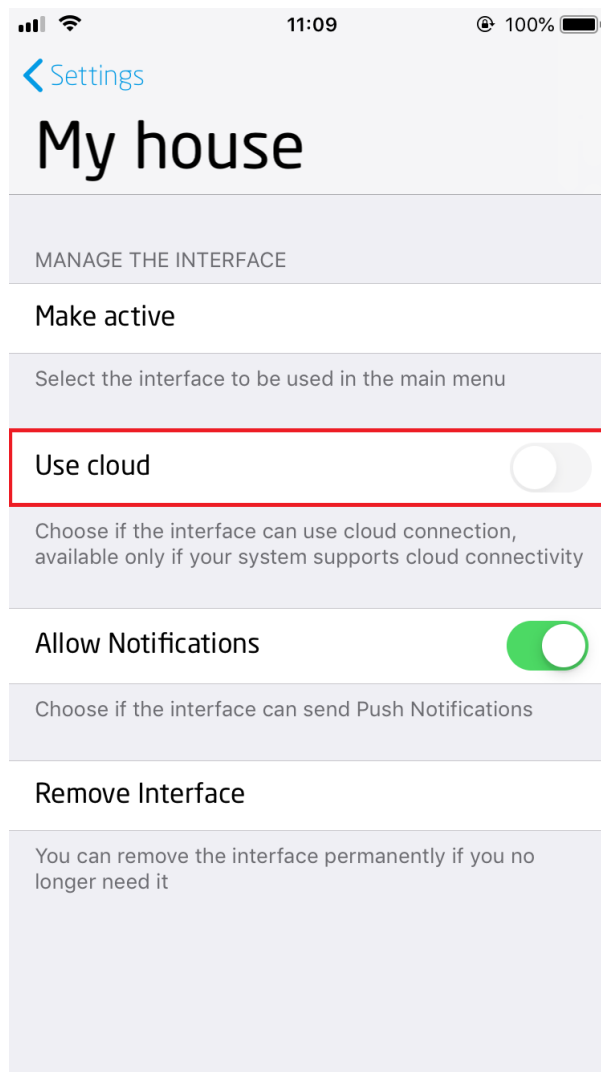 11:09
100%
Settings
My house
MANAGE THE INTERFACE
Make active
Select the interface to be used in the main menu
Use cloud
Choose if the interface can use cloud connection,
available only if your system supports cloud connectivity
Allow Notifications
Choose if the interface can send Push Notifications
Remove Interface
You can remove the interface permanently if you no
longer need it